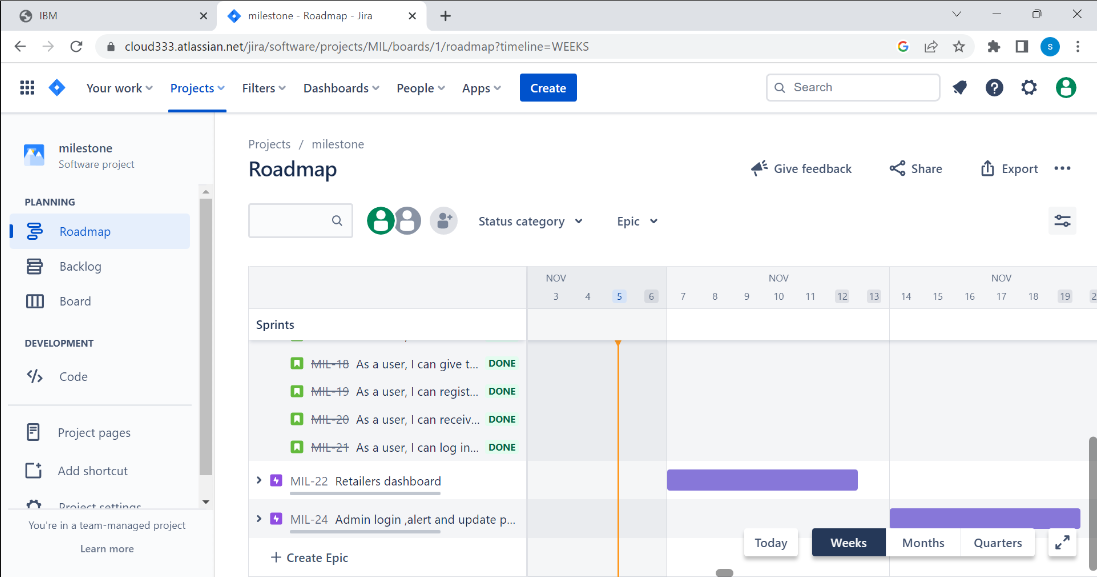 IBM
milestone - Roadmap - Jira
cloud333.atlassian.net/jira/software/projects/MIL/boards/1/roadmap?timeline=WEEKS
S
Your work
Projects
Filters
Dashboards
People
Apps
Create
Search
milestone
Software project
PLANNING
Roadmap
Backlog
Board
DEVELOPMENT
Code
Project pages
Add shortcut
Project settings
You're in a team-managed project
Learn more
Projects / milestone
Roadmap
Give feedback
Share
Export
Status category
Epic
NOV NOV NOV
3 4 5 6 7 8 9 10 11 12 13 14 15 16 17 18 19
Sprints
MIL-18 As a user, I can give t... DONE
MIL-19 As a user, I can regist... DONE
MIL-20 As a user, I can receiv... DONE
MIL-21 As a user, I can log in... DONE
MIL-22 Retailers dashboard
MIL-24 Admin login ,alert and update p...
+ Create Epic
Today
Weeks
Months
Quarters